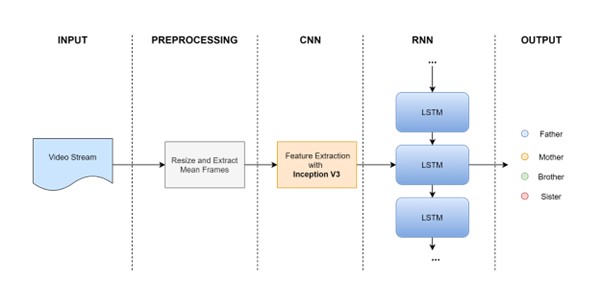 INPUT
PREPROCESSING
CNN
RNN
OUTPUT
...
LSTM
Video Stream
Resize and Extract
Mean Frames
Feature Extraction
with
Inception V3
LSTM
LSTM
...
Father
Mother
Brother
Sister